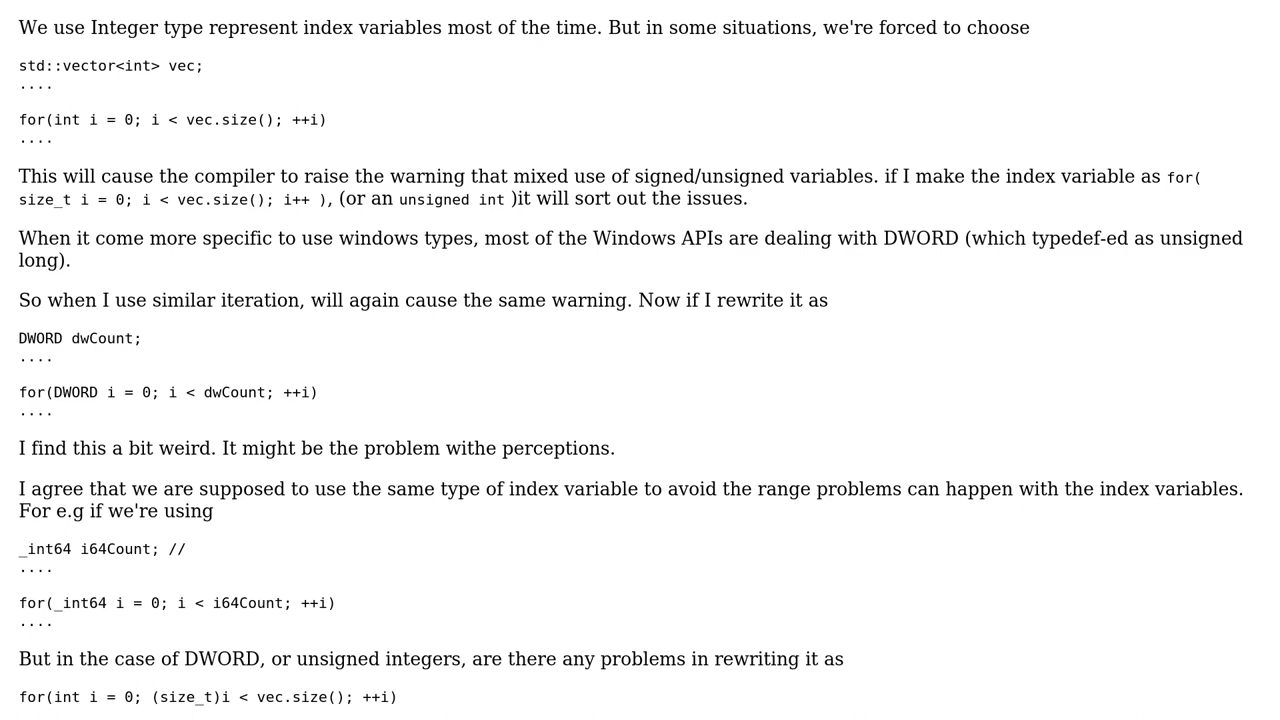 We use Integer type represent index variables most of the time. But in some situations, we're forced to choose
std::vector<int> vec;
....
for(int i = 0; i < vec.size(); ++i)
....
This will cause the compiler to raise the warning that mixed use of signed/unsigned variables. if I make the index variable as for(
size_t i = 0; i < vec.size(); i++ ), (or an unsigned int )it will sort out the issues.
When it come more specific to use windows types, most of the Windows APIs are dealing with DWORD (which typedef-ed as unsigned
long).
So when I use similar iteration, will again cause the same warning. Now if I rewrite it as
DWORD dwCount;
....
for(DWORD i = 0; i < dwCount; ++i)
....
I find this a bit weird. It might be the problem withe perceptions.
I agree that we are supposed to use the same type of index variable to avoid the range problems can happen with the index variables.
For e.g if we're using
_int64 i64Count; //
....
for(_int64 i = 0; i < i64Count; ++i)
....
But in the case of DWORD, or unsigned integers, are there any problems in rewriting it as
for(int i = 0; (size_t)i < vec.size(); ++i)